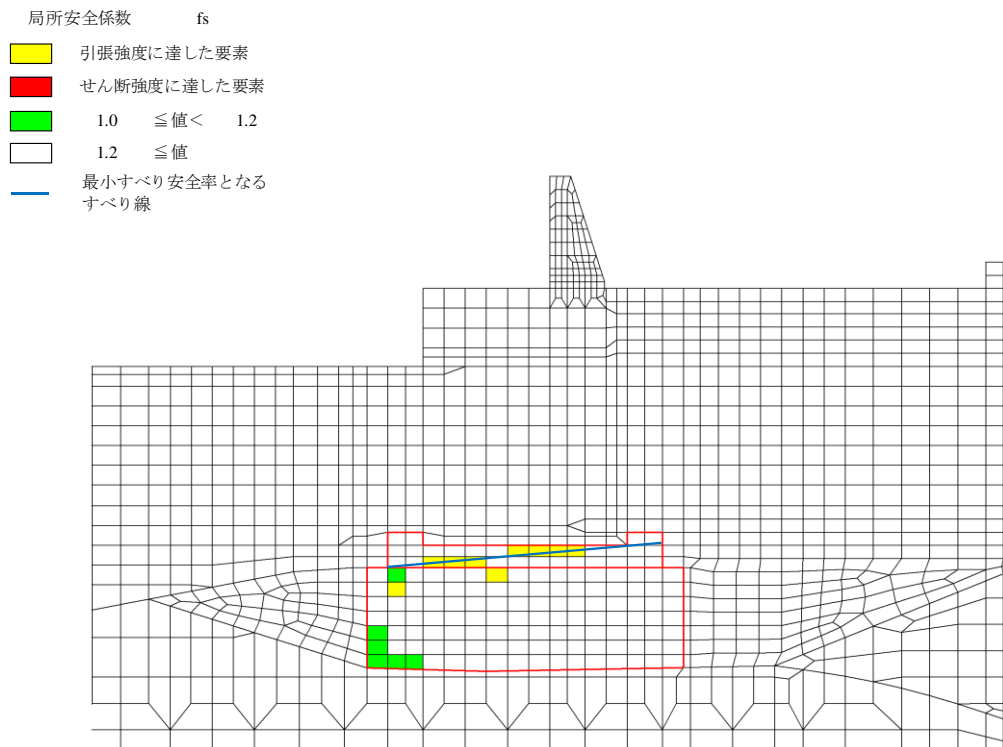 局所安全係数 fs
引張強度に達した要素
せん断強度に達した要素
1.0 ≦値＜ 1.2
1.2 ≦値
最小すべり安全率となる
すべり線